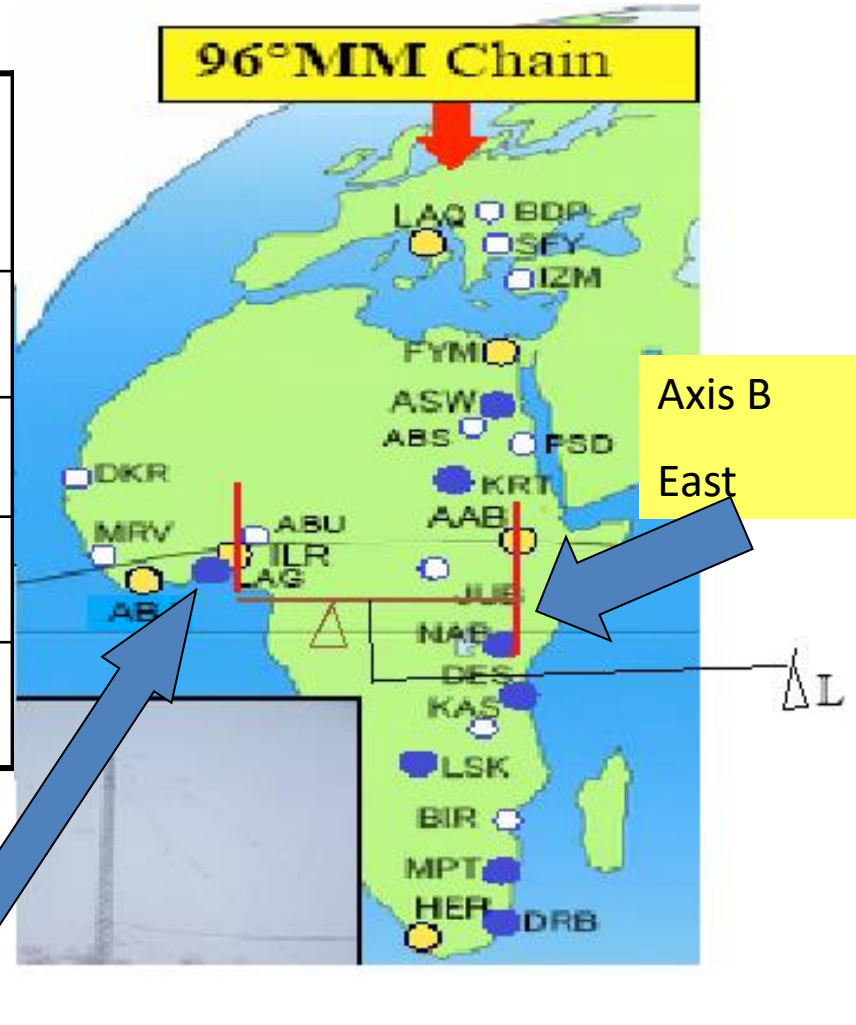 96°MM Chain
LAQ
BDP
SFY
IZM
FYM
ASW
ABS
PSD
Axis B
East
DKR
KRT
MRV
ABU
AAB
ILR
LAG
AB
JUB
NAB
DES
KAS
L
LSK
BIR
MPT
HER
DRB